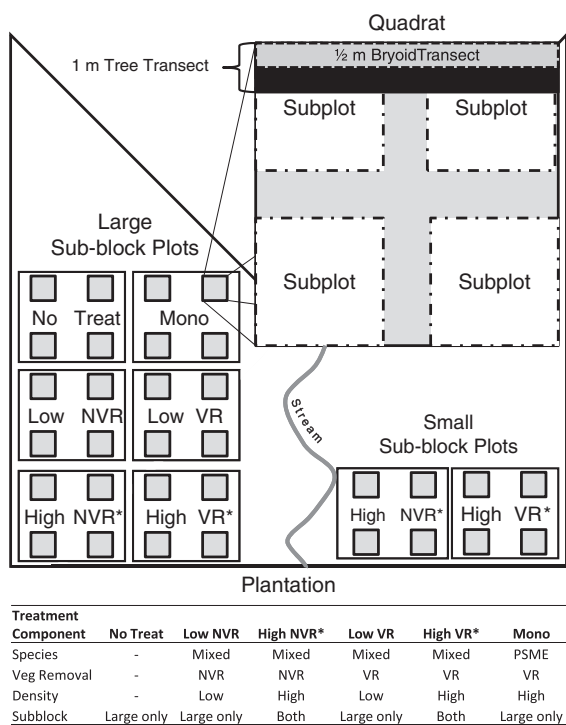 Quadrat
1 m Tree Transect
½ m BryoidTransect
Subplot Subplot
Large
Sub-block Plots
Subplot Subplot
No Treat Mono
Low NVR Low VR
Stream
Small
Sub-block Plots
High NVR* High VR* High NVR* High VR*
Plantation
Treatment
Component No Treat Low NVR High NVR* Low VR High VR* Mono
Species - Mixed Mixed Mixed Mixed PSME
Veg Removal - NVR NVR VR VR VR
Density - Low High Low High High
Subblock Large only Large only Both Large only Both Large only